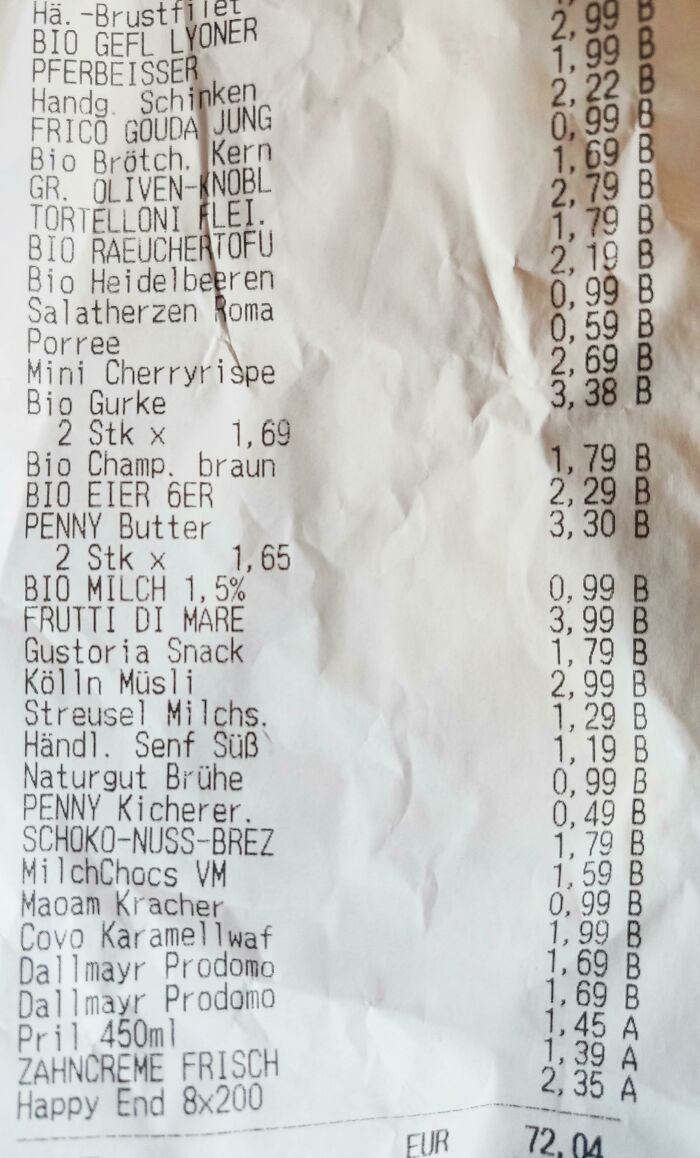 Hä.-Brustfilet
BIO GEFL LYONER
PFERBEISSER 2,99 B
Handg. Schinken 1,99 B
FRICO GOUDA JUNG 2,22 B
Bio Brötch. Kern 0,99 B
GR. OLIVEN-KNOBL 1,69 B
TORTELLONI FLEI. 2,79 B
BIO RAEUCHERTOFU 1,79 B
Bio Heidelbeeren 2,19 B
Salatherzen Roma 0,99 B
Porree 0,59 B
Mini Cherryrispe 2,69 B
Bio Gurke 3,38 B
2 Stk x 1,69
Bio Champ. braun 1,79 B
BIO EIER 6ER 2,29 B
PENNY Butter 3,30 B
2 Stk x 1,65
BIO MILCH 1,5% 0,99 B
FRUTTI DI MARE 3,99 B
Gustoria Snack 1,79 B
Kölln Müsli 2,99 B
Streusel Milchs. 1,29 B
Händl. Senf Süß 1,19 B
Naturgut Brühe 0,99 B
PENNY Kicherer. 0,49 B
SCHOKO-NUSS-BREZ 1,79 B
MilchChocs VM 1,59 B
Maoam Kracher 0,99 B
Covo Karamellwaf 1,99 B
Dallmayr Prodomo 1,69 B
Dallmayr Prodomo 1,69 B
Pril 450ml 1,45 A
ZAHNCREME FRISCH 1,39 A
Happy End 8x200 2,35 A
EUR 72,04